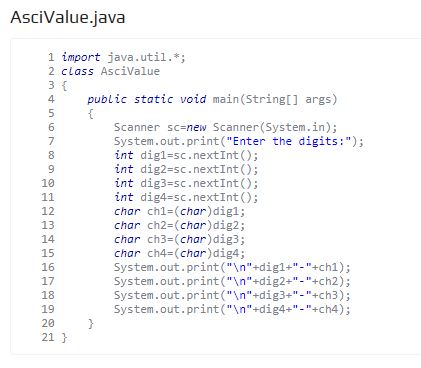 AsciValue.java
1 import java.util.*;
2 class AsciValue
3 {
4     public static void main(String[] args)
5     {
6         Scanner sc=new Scanner(System.in);
7         System.out.print("Enter the digits:");
8         int dig1=sc.nextInt();
9         int dig2=sc.nextInt();
10         int dig3=sc.nextInt();
11         int dig4=sc.nextInt();
12         char ch1=(char)dig1;
13         char ch2=(char)dig2;
14         char ch3=(char)dig3;
15         char ch4=(char)dig4;
16         System.out.print("\n"+dig1+"-"+ch1);
17         System.out.print("\n"+dig2+"-"+ch2);
18         System.out.print("\n"+dig3+"-"+ch3);
19         System.out.print("\n"+dig4+"-"+ch4);
20     }
21 }